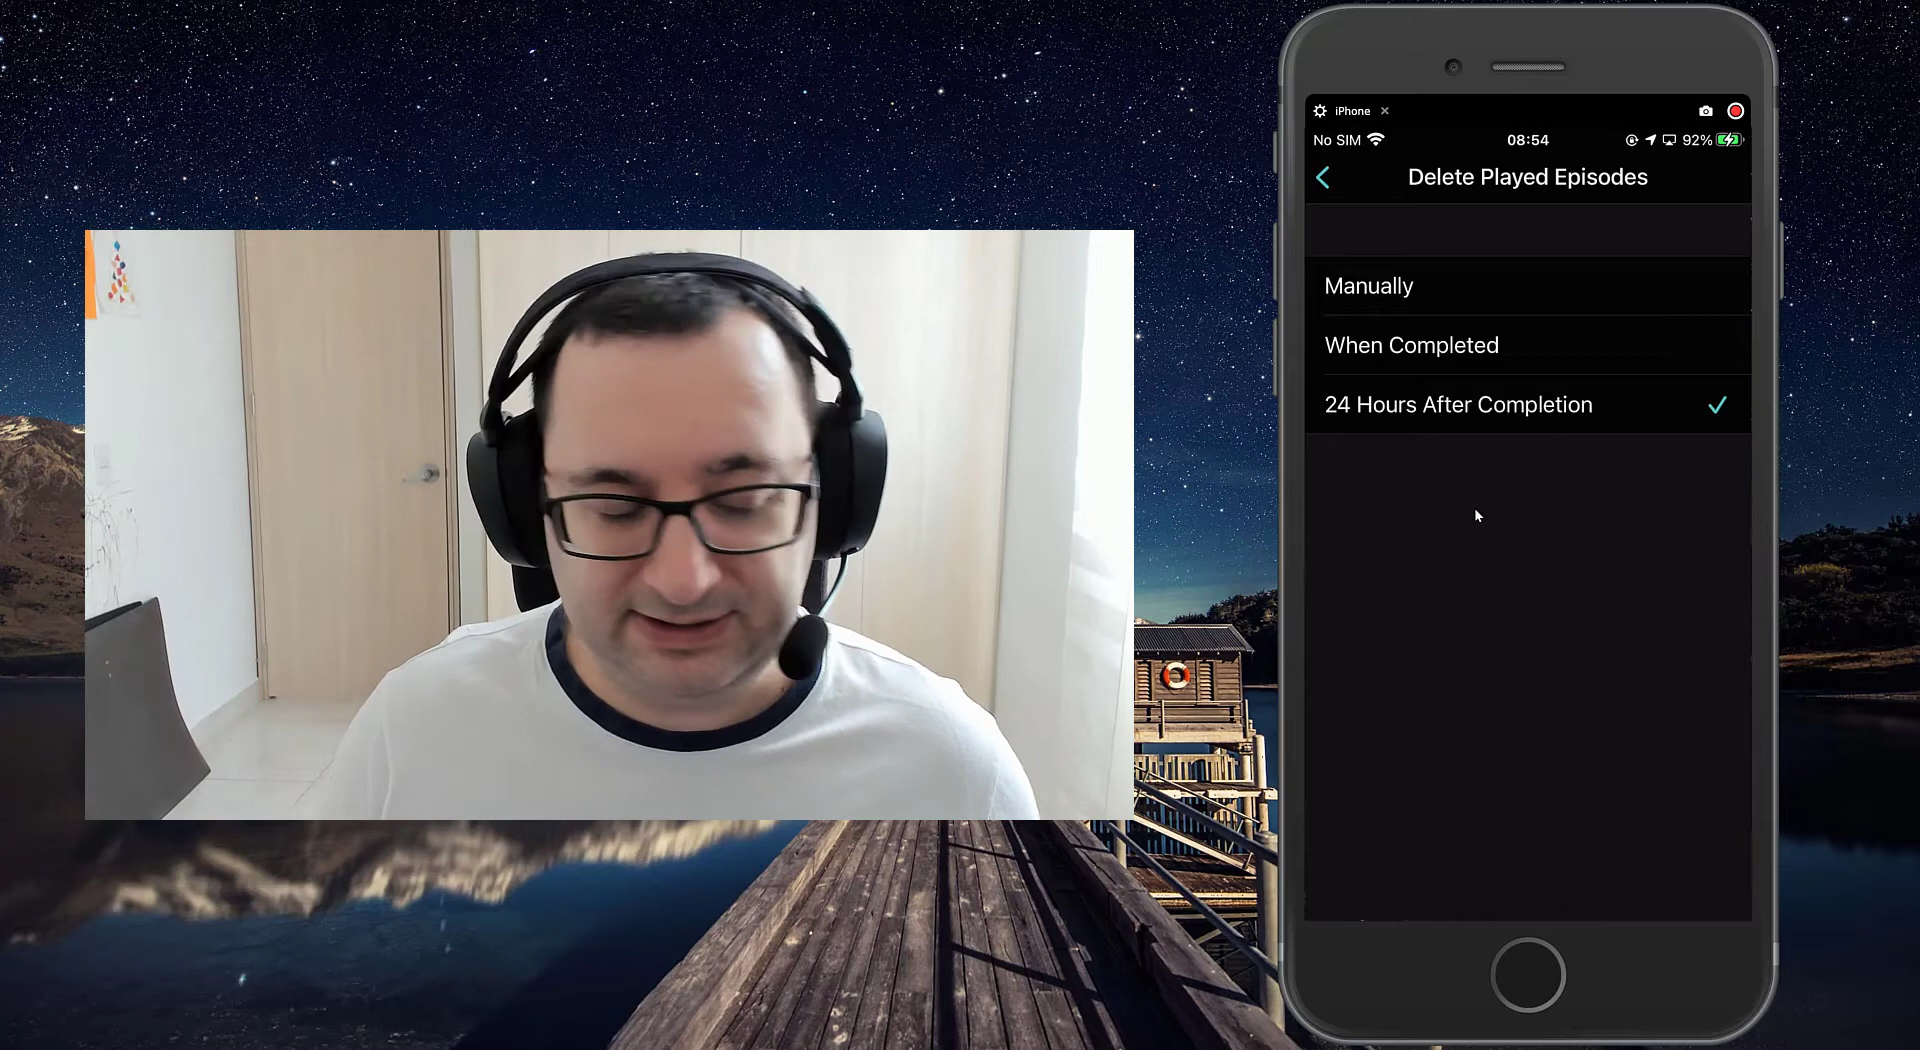 iPhone
No SIM 08:54 92%
Delete Played Episodes
Manually
When Completed
24 Hours After Completion